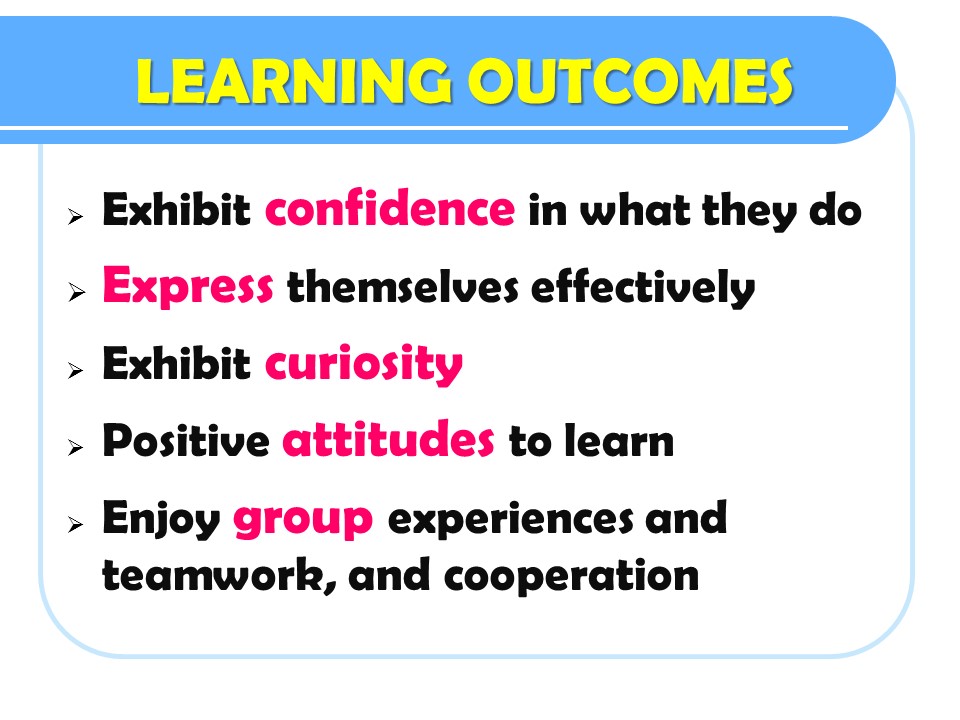 LEARNING OUTCOMES
Exhibit confidence in what they do
Express themselves effectively
Exhibit curiosity
Positive attitudes to learn
Enjoy group experiences and
teamwork, and cooperation